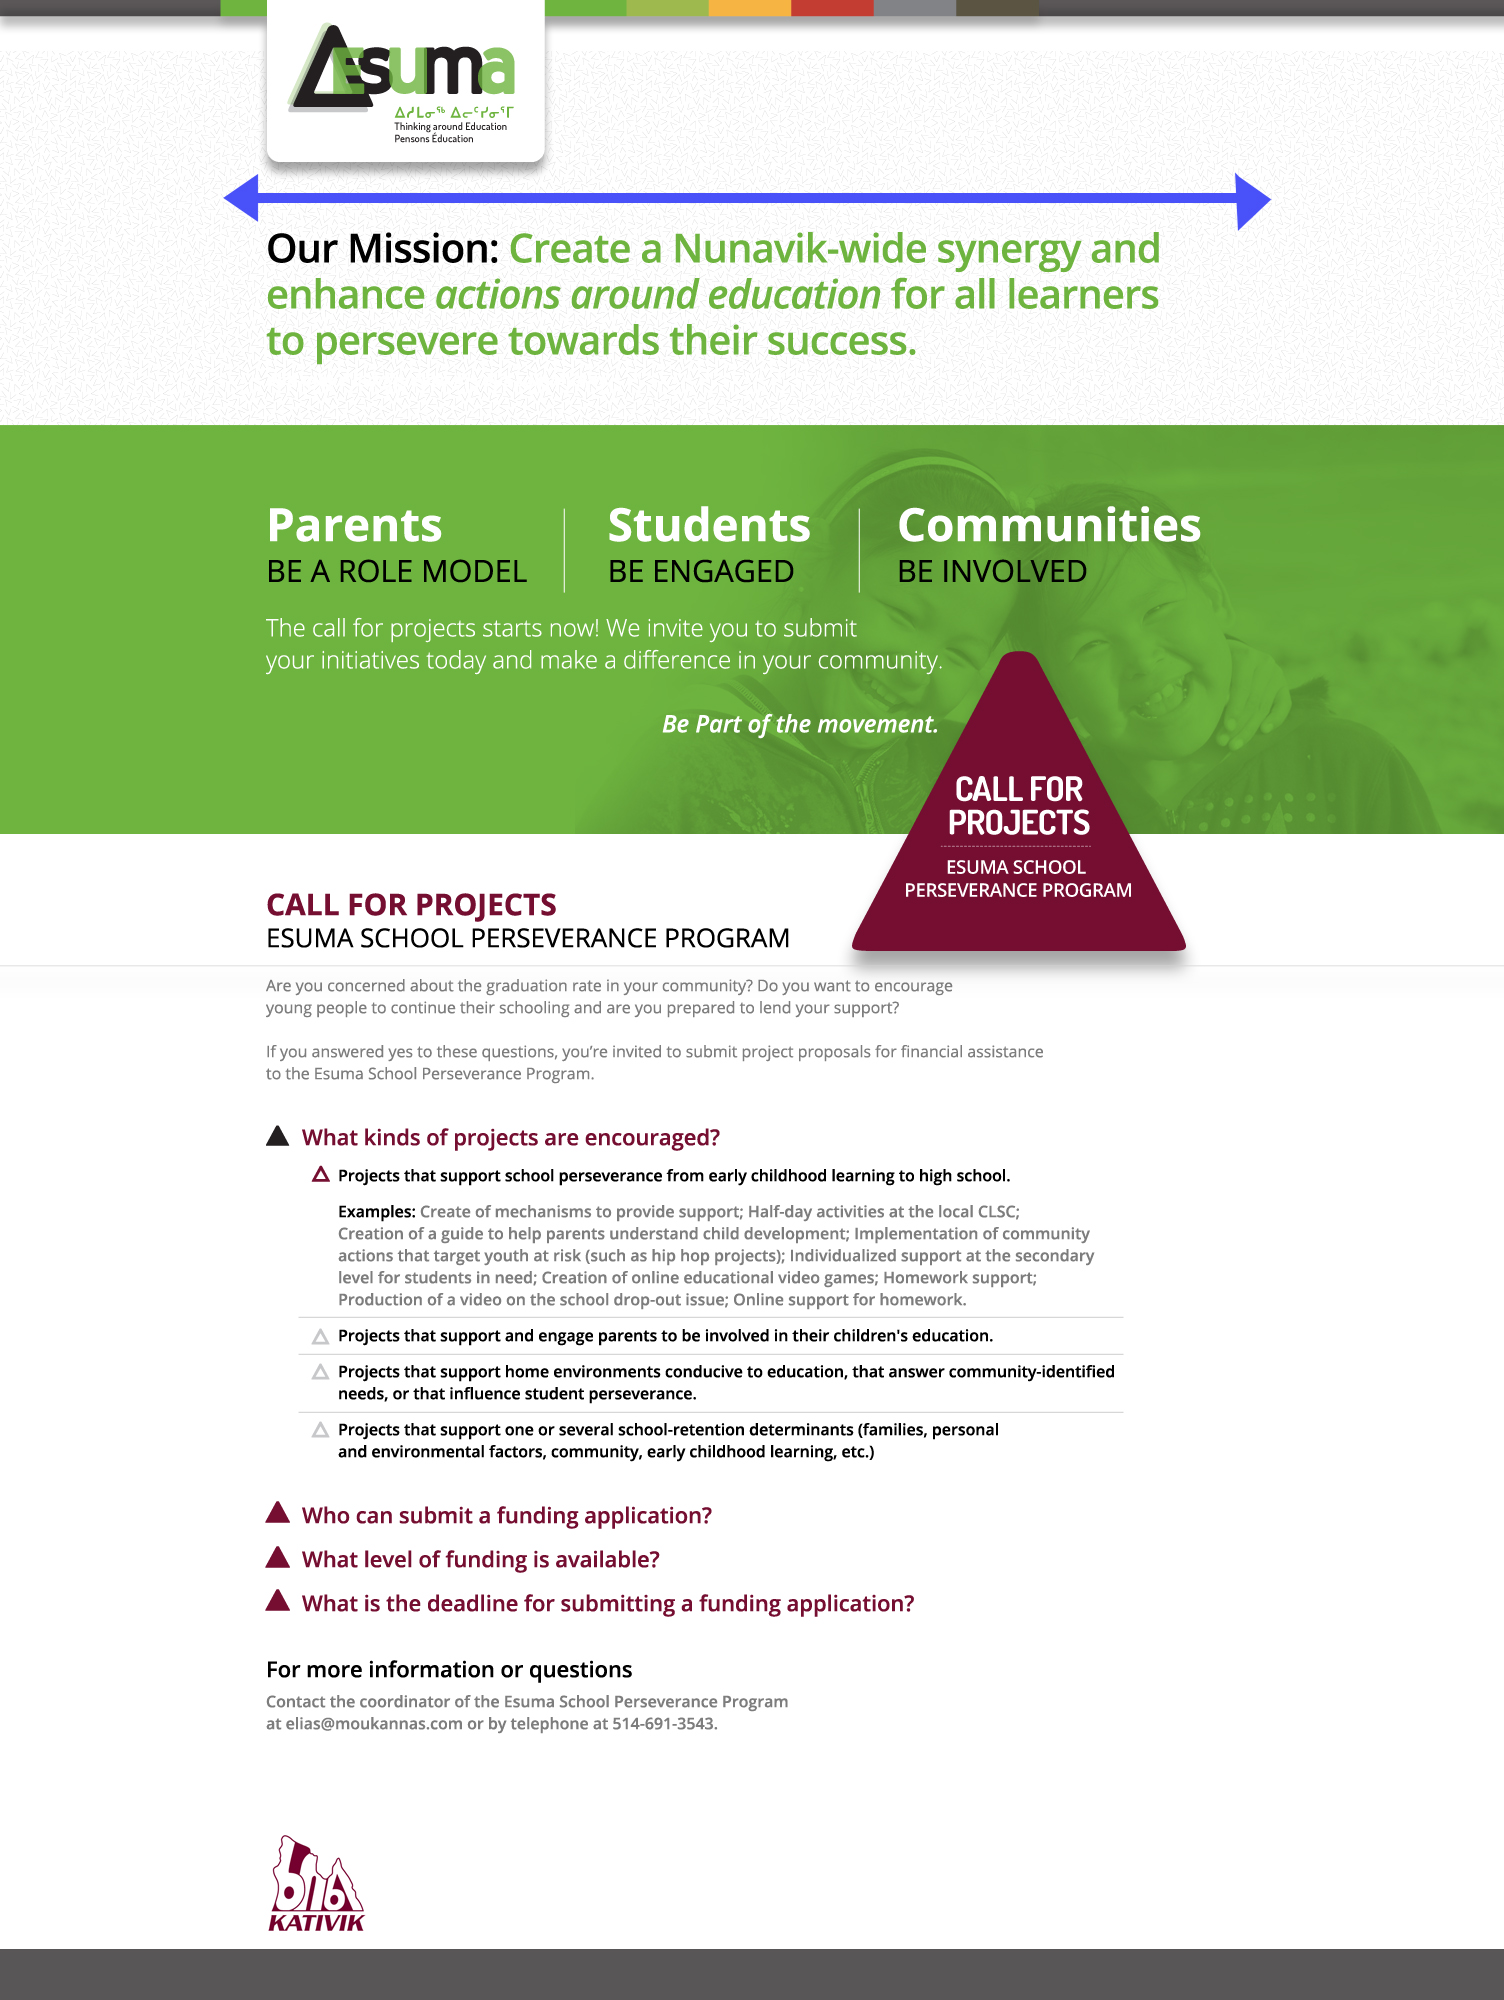 Esuma
ᐃᓱᒪᓂᖅ ᐃᓕᑦᓯᓂᕐᒥ
Thinking around Education
Pensons Éducation
Our Mission: Create a Nunavik-wide synergy and
enhance actions around education for all learners
to persevere towards their success.
Parents
BE A ROLE MODEL
Students
BE ENGAGED
Communities
BE INVOLVED
The call for projects starts now! We invite you to submit
your initiatives today and make a difference in your community.
Be Part of the movement.
CALL FOR
PROJECTS
ESUMA SCHOOL
PERSEVERANCE PROGRAM
CALL FOR PROJECTS
ESUMA SCHOOL PERSEVERANCE PROGRAM
Are you concerned about the graduation rate in your community? Do you want to encourage
young people to continue their schooling and are you prepared to lend your support?
If you answered yes to these questions, you’re invited to submit project proposals for financial assistance
to the Esuma School Perseverance Program.
What kinds of projects are encouraged?
Projects that support school perseverance from early childhood learning to high school.
Examples: Create of mechanisms to provide support; Half-day activities at the local CLSC;
Creation of a guide to help parents understand child development; Implementation of community
actions that target youth at risk (such as hip hop projects); Individualized support at the secondary
level for students in need; Creation of online educational video games; Homework support;
Production of a video on the school drop-out issue; Online support for homework.
Projects that support and engage parents to be involved in their children's education.
Projects that support home environments conducive to education, that answer community-identified
needs, or that influence student perseverance.
Projects that support one or several school-retention determinants (families, personal
and environmental factors, community, early childhood learning, etc.)
Who can submit a funding application?
What level of funding is available?
What is the deadline for submitting a funding application?
For more information or questions
Contact the coordinator of the Esuma School Perseverance Program
at elias@moukannas.com or by telephone at 514-691-3543.
KATIVIK